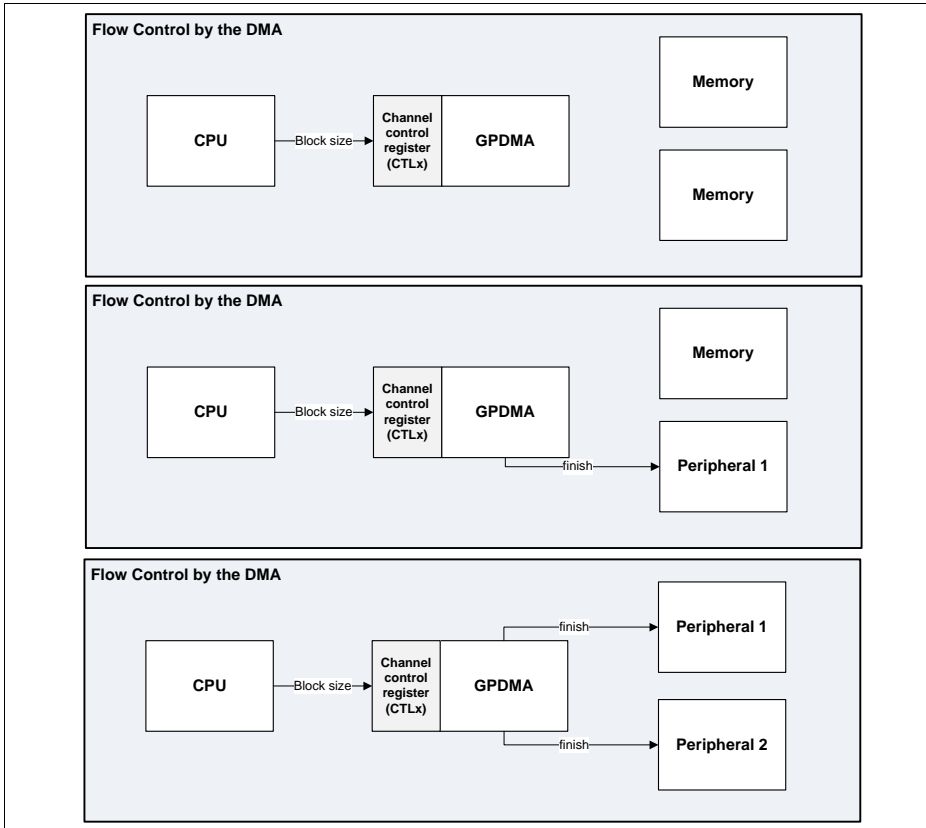 Flow Control by the DMA
Memory
CPU
Block size
Channel
control
register
(CTLx)
GPDMA
Memory
Flow Control by the DMA
Memory
CPU
Block size
Channel
control
register
(CTLx)
GPDMA
finish
Peripheral 1
Flow Control by the DMA
finish
Peripheral 1
CPU
Block size
Channel
control
register
(CTLx)
GPDMA
finish
Peripheral 2